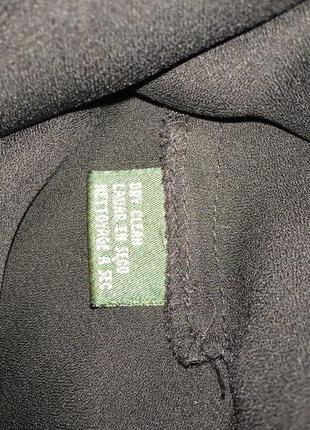 DRY CLEAN
LAVAR EN SECO
NETTOYAGE A SEC